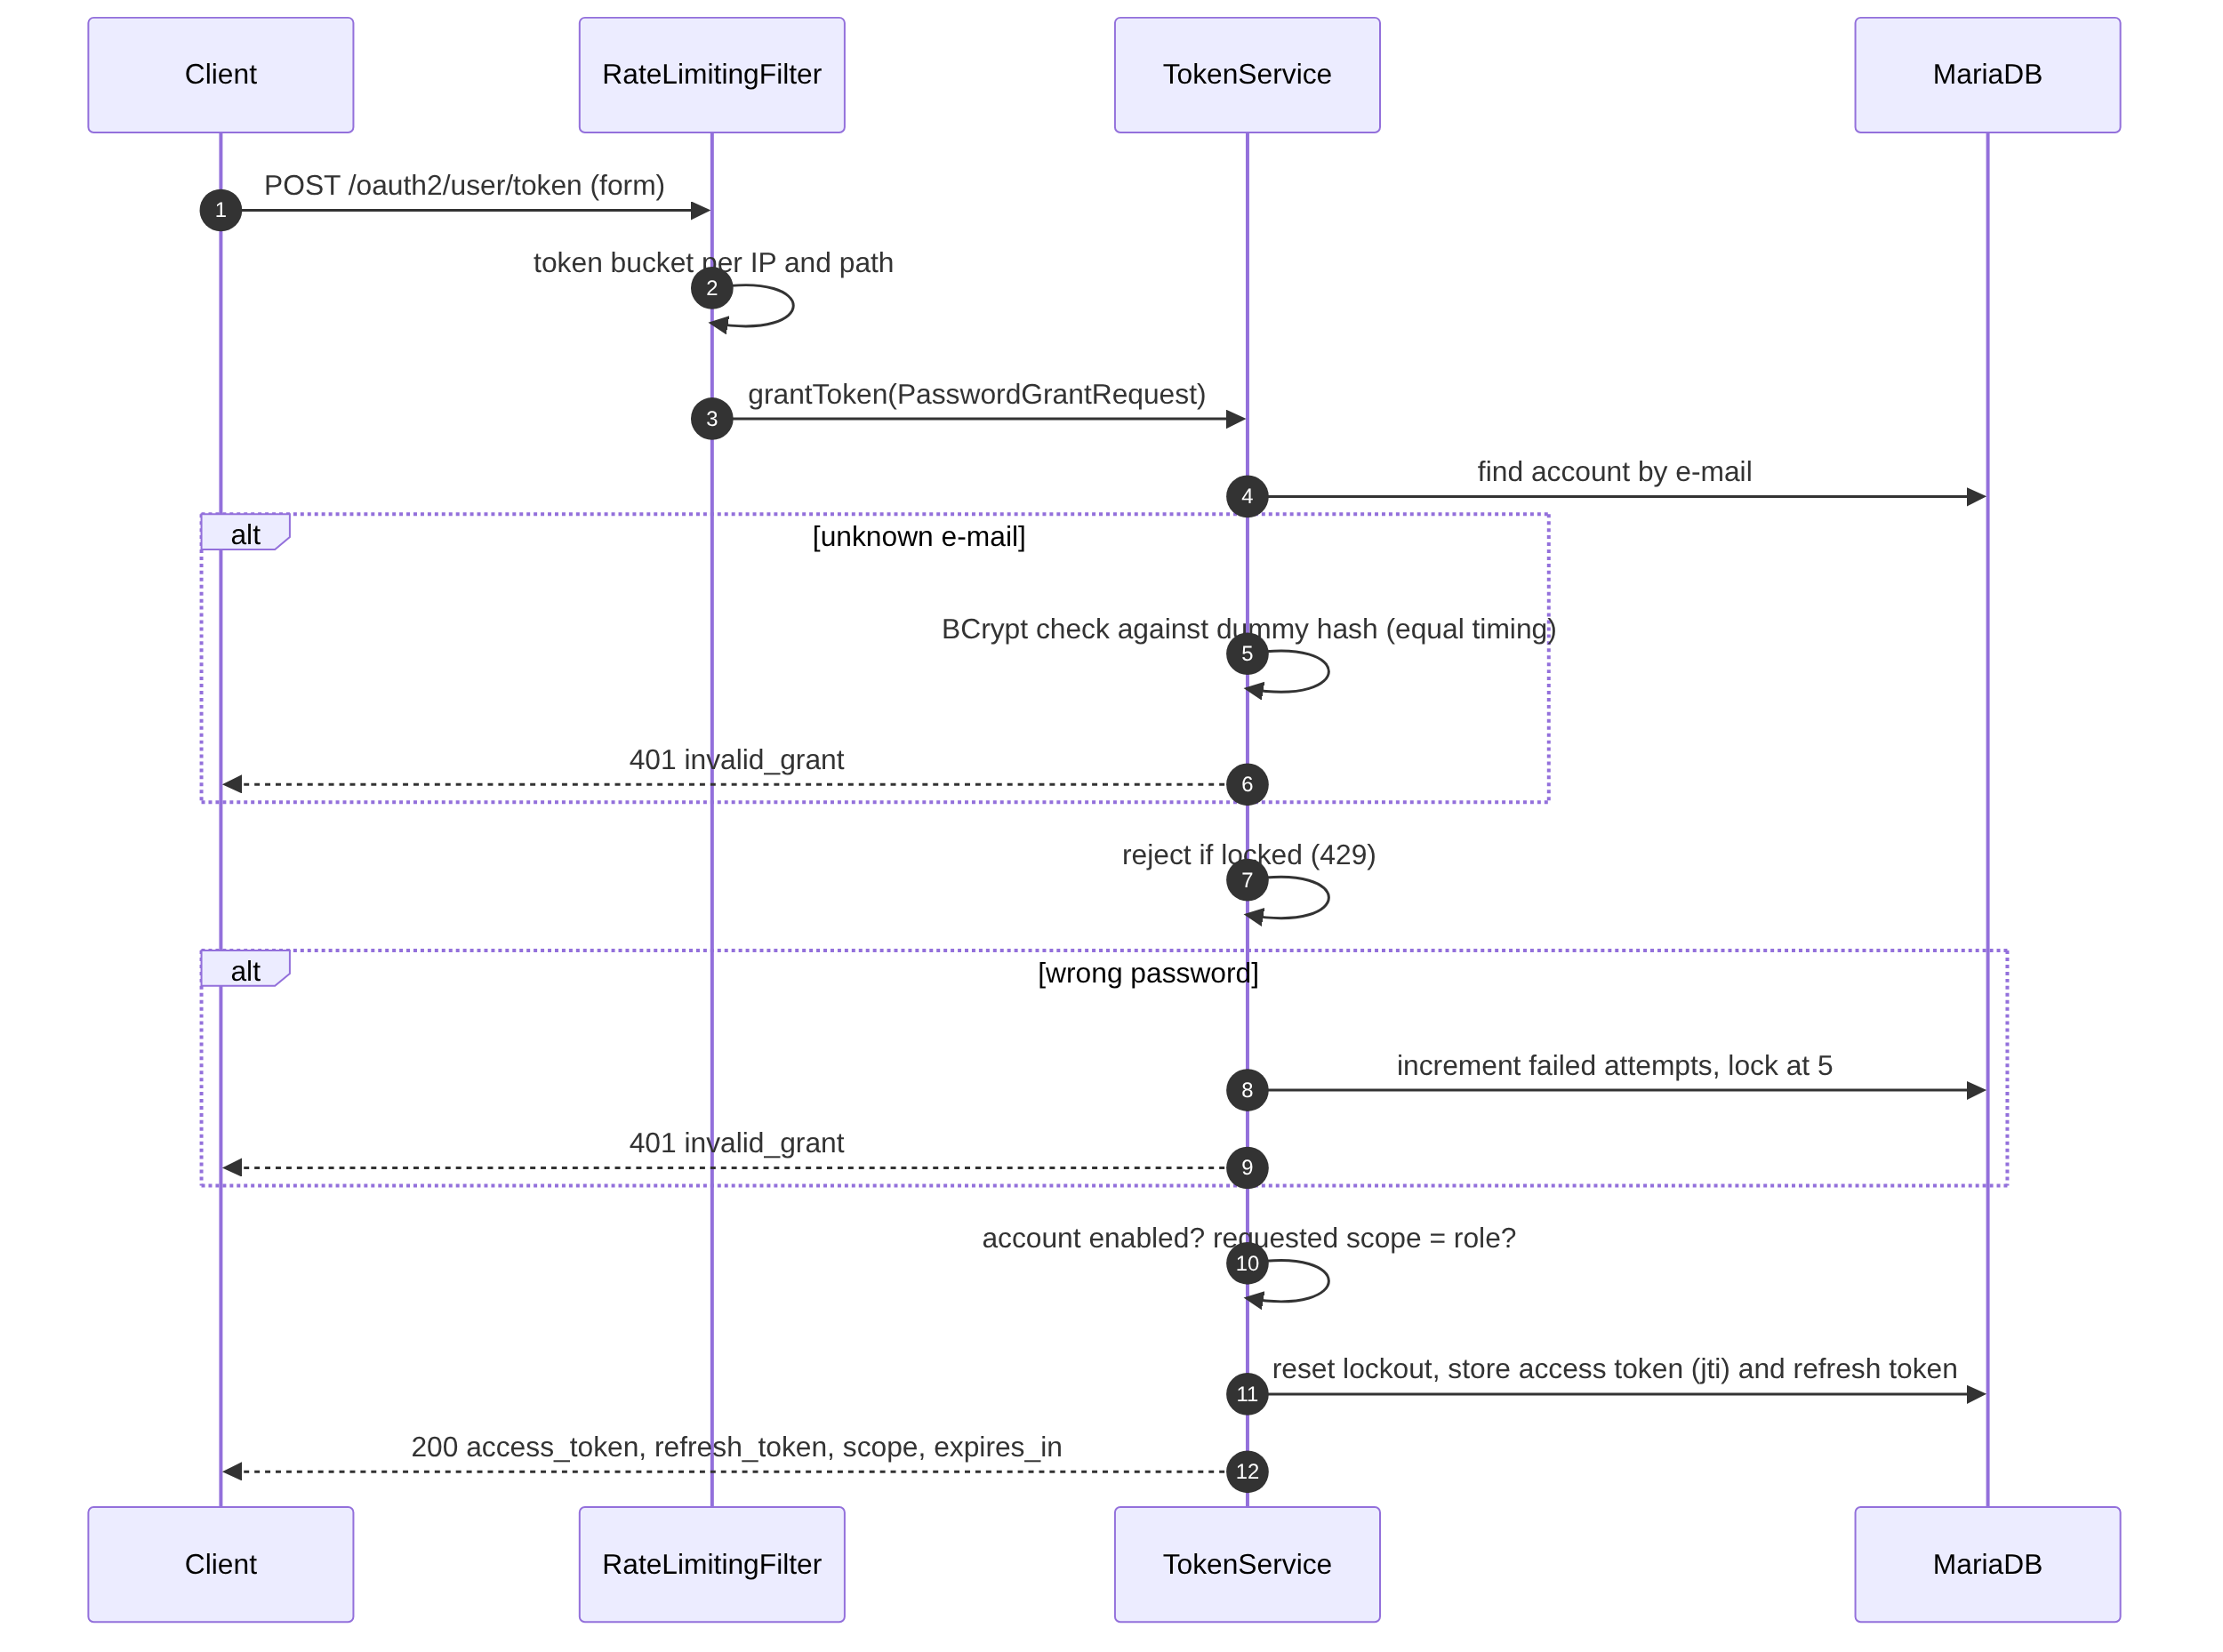 Client
RateLimitingFilter
TokenService
MariaDB
POST /oauth2/user/token (form)
1
token bucket per IP and path
2
grantToken(PasswordGrantRequest)
3
find account by e-mail
4
alt
[unknown e-mail]
BCrypt check against dummy hash (equal timing)
5
401 invalid_grant
6
reject if locked (429)
7
alt
[wrong password]
increment failed attempts, lock at 5
8
401 invalid_grant
9
account enabled? requested scope = role?
10
reset lockout, store access token (jti) and refresh token
11
200 access_token, refresh_token, scope, expires_in
12
Client
RateLimitingFilter
TokenService
MariaDB